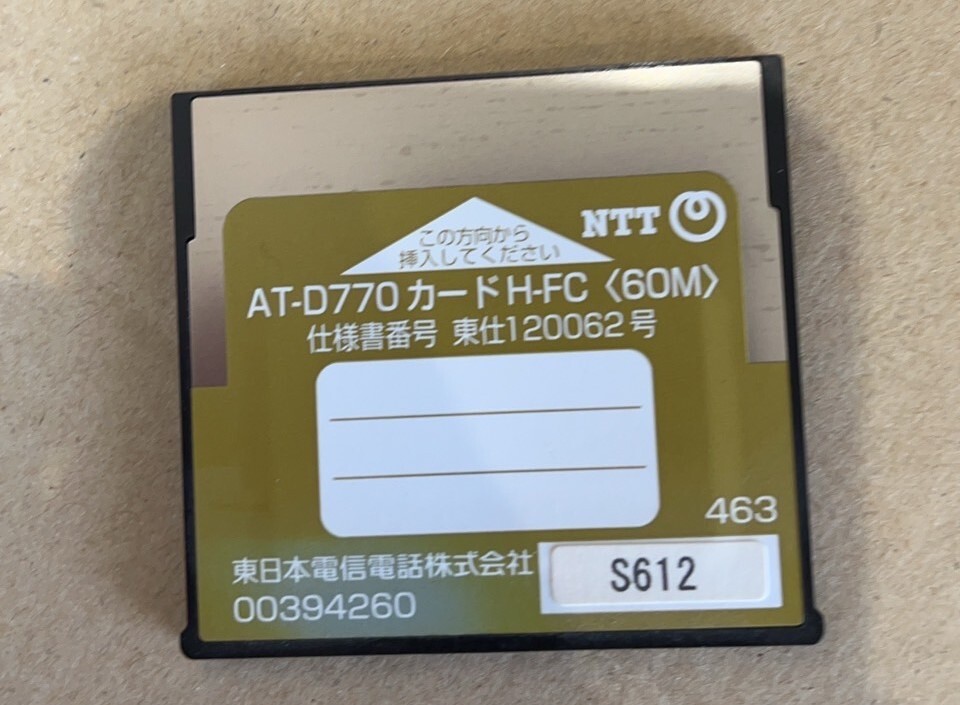 この方向から
挿入してください
NTT
AT-D770 カード H-FC〈60M〉
仕様書番号 東仕120062号
463
東日本電信電話株式会社
S612
00394260